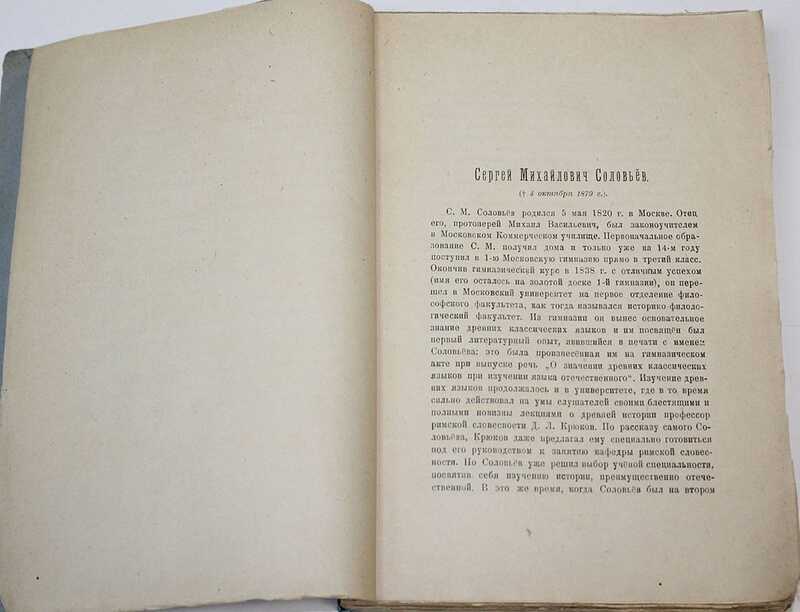 Сергей Михайлович Соловьёв.
(† 4 октября 1879 г.).
С. М. Соловьёв родился 5 мая 1820 г. в Москве. Отец
его, протоиерей Михаил Васильевич, был законоучителем
в Московском Коммерческом училище. Первоначальное обра-
зование С. М. получил дома и только уже на 14-м году
поступил в 1-ю Московскую гимназию прямо в третий класс.
Окончив гимназический курс в 1838 г. с отличным успехом
(имя его осталось на золотой доске 1-й гимназии), он пере-
шел в Московский университет на первое отделение фило-
софского факультета, как тогда назывался историко-филоло-
гический факультет. Из гимназии он вынес основательное
знание древних классических языков и им посвящён был
первый литературный опыт, явившийся в печати с именем
Соловьёва: это была произнесённая им на гимназическом
акте при выпуске речь „О значении древних классических
языков при изучении языка отечественного“. Изучение древ-
них языков продолжалось и в университете, где в то время
сильно действовал на умы слушателей своими блестящими и
полными новизны лекциями о древней истории профессор
римской словесности Д. Л. Крюков. По рассказу самого Со-
ловьёва, Крюков даже предлагал ему специально готовиться
под его руководством к занятию кафедры римской словес-
ности. Но Соловьёв уже решил выбор учёной специальности,
посвятив себя изучению истории, преимущественно отече-
ственной. В это же время, когда Соловьёв был на втором